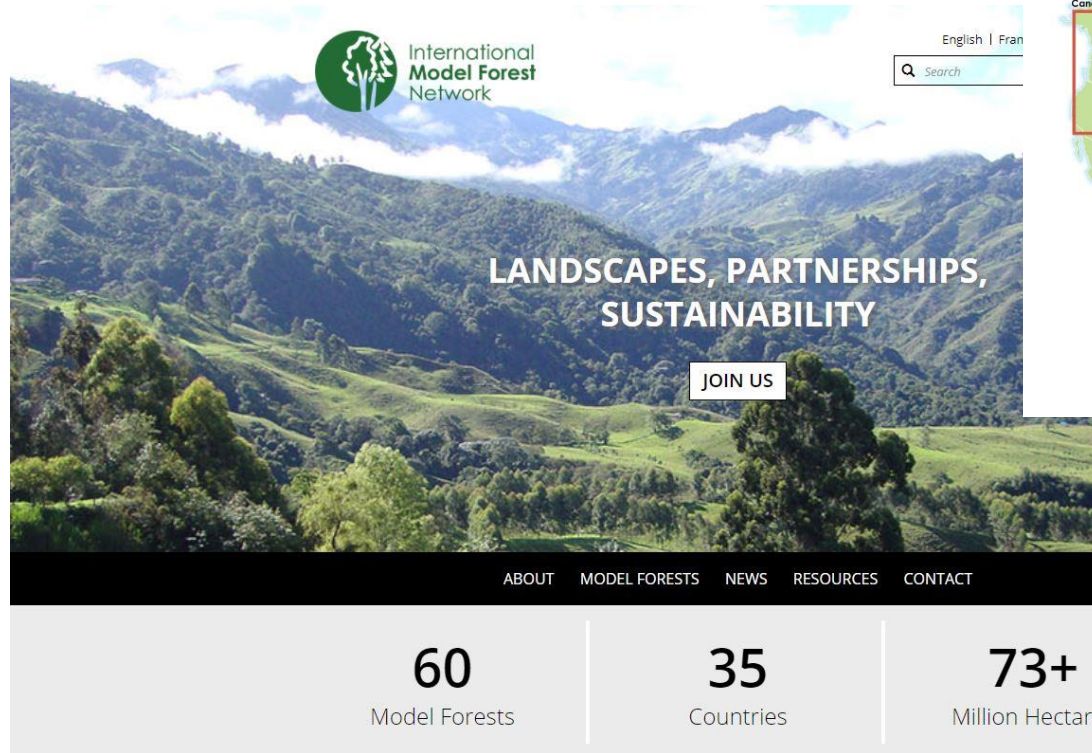 International
Model Forest
Network
English | Fran
Search
LANDSCAPES, PARTNERSHIPS,
SUSTAINABILITY
JOIN US
ABOUT MODEL FORESTS NEWS RESOURCES CONTACT
60
Model Forests
35
Countries
73+
Million Hectar